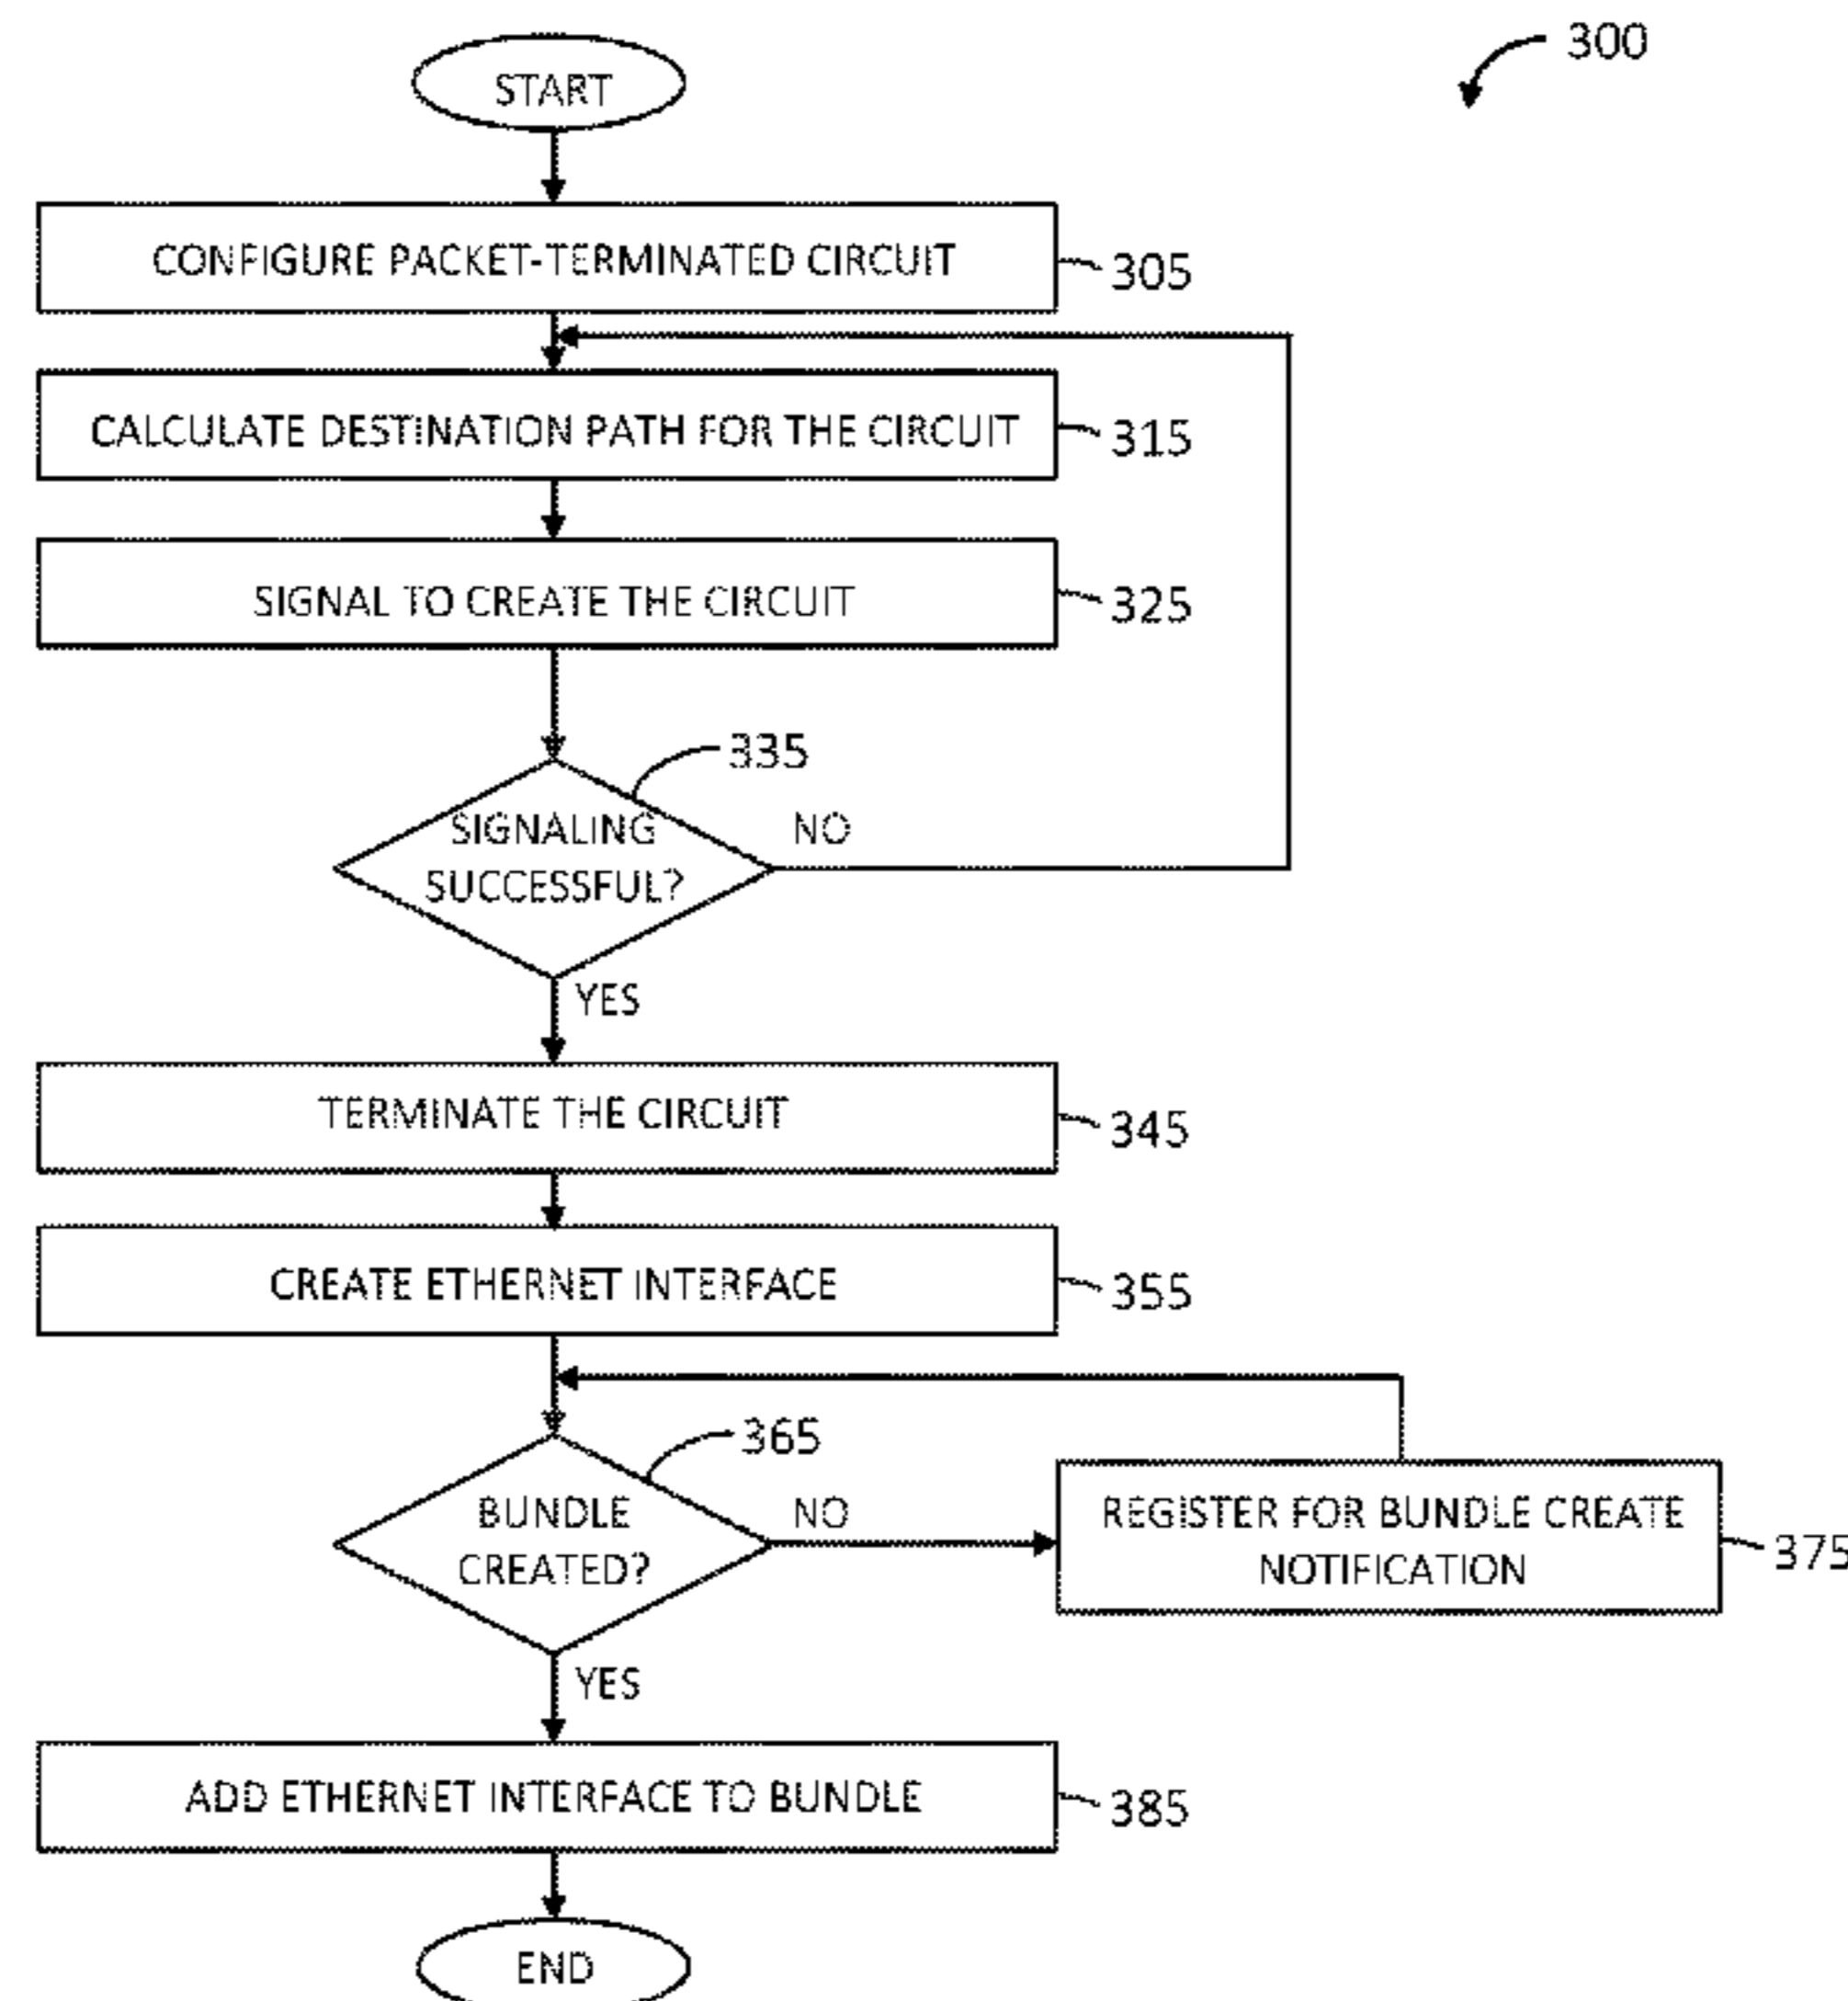 300
START
CONFIGURE PACKET-TERMINATED CIRCUIT
305
CALCULATE DESTINATION PATH FOR THE CIRCUIT
315
SIGNAL TO CREATE THE CIRCUIT
325
335
SIGNALING
SUCCESSFUL?
NO
YES
TERMINATE THE CIRCUIT
345
CREATE ETHERNET INTERFACE
355
365
BUNDLE
CREATED?
NO
REGISTER FOR BUNDLE CREATE
NOTIFICATION
375
YES
ADD ETHERNET INTERFACE TO BUNDLE
385
END